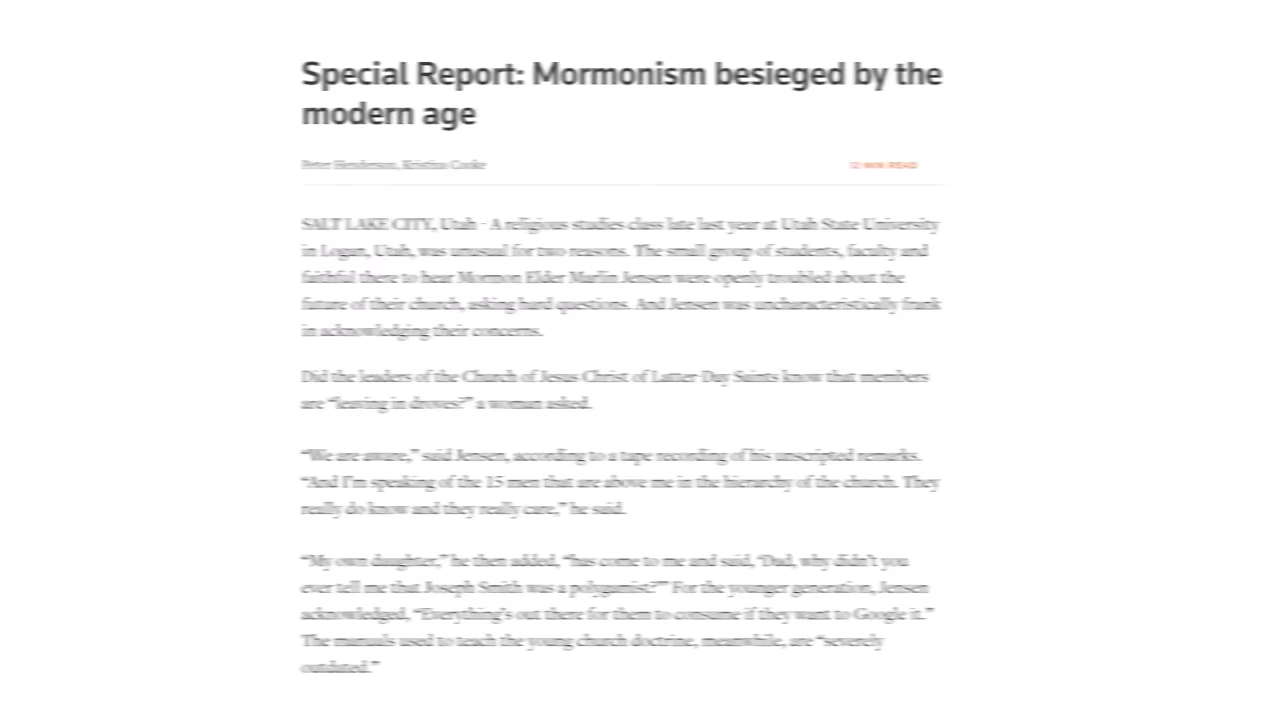 Special Report: Mormonism besieged by the
modern age
Peter Henderson, Kristina Cooke
12 MIN READ
SALT LAKE CITY, Utah - A religious studies class late last year at Utah State University
in Logan, Utah, was unusual for two reasons. The small group of students, faculty and
faithful there to hear Mormon Elder Marlin Jensen were openly troubled about the
future of their church, asking hard questions. And Jensen was uncharacteristically frank
in acknowledging their concerns.
Did the leaders of the Church of Jesus Christ of Latter Day Saints know that members
are “leaving in droves?” a woman asked.
“We are aware,” said Jensen, according to a tape recording of his unscripted remarks.
“And I’m speaking of the 15 men that are above me in the hierarchy of the church. They
really do know and they really care,” he said.
“My own daughter,” he then added, “has come to me and said, ‘Dad, why didn’t you
ever tell me that Joseph Smith was a polygamist?’” For the younger generation, Jensen
acknowledged, “Everything’s out there for them to consume if they want to Google it.”
The manuals used to teach the young church doctrine, meanwhile, are “severely
outdated.”